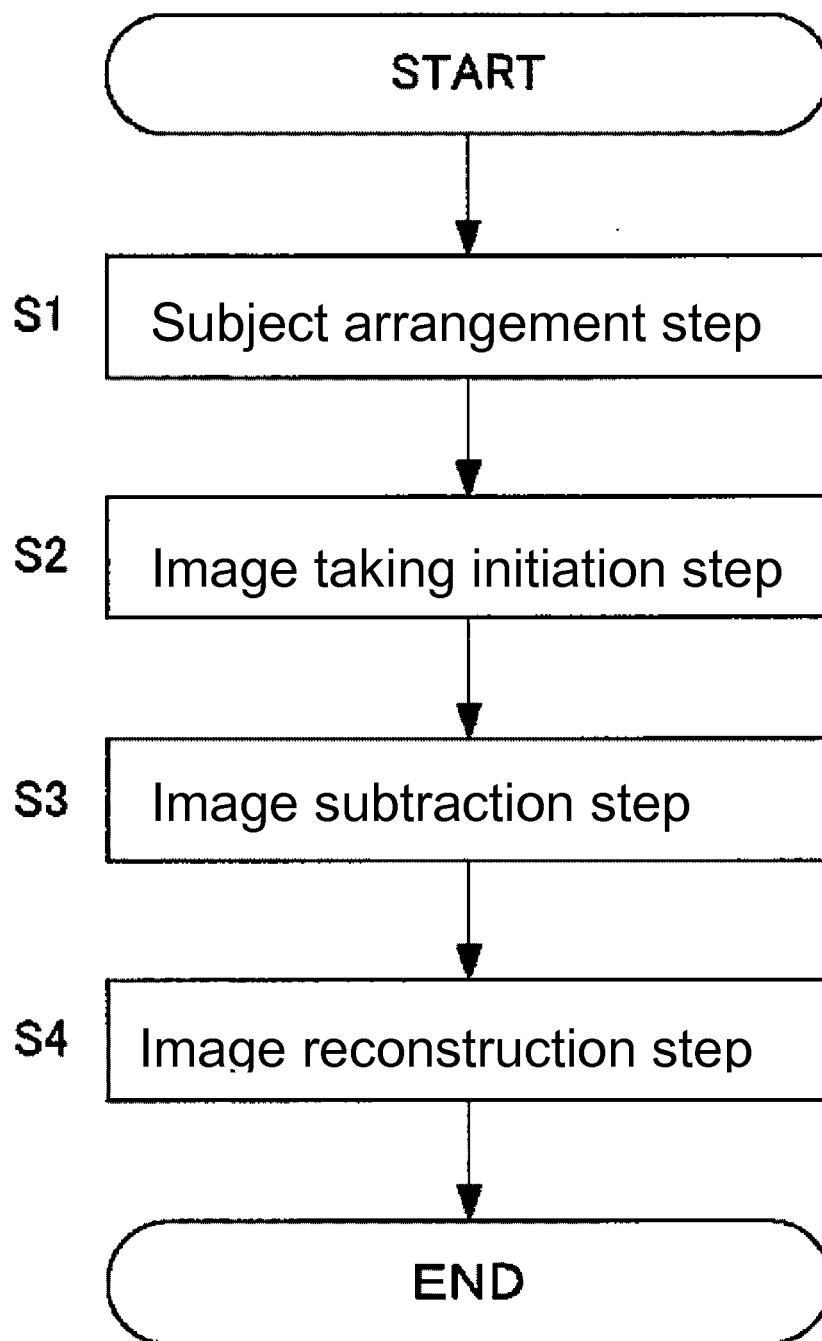 START
S1 Subject arrangement step
S2 Image taking initiation step
S3 Image subtraction step
S4 Image reconstruction step
END